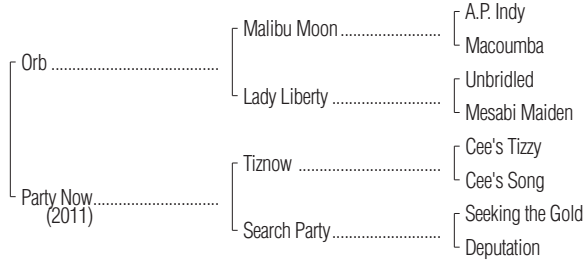 A.P. Indy
Malibu Moon
Macoumba
Orb
Unbridled
Lady Liberty
Mesabi Maiden
Cee's Tizzy
Tiznow
Cee's Song
Party Now
(2011)
Seeking the Gold
Search Party
Deputation